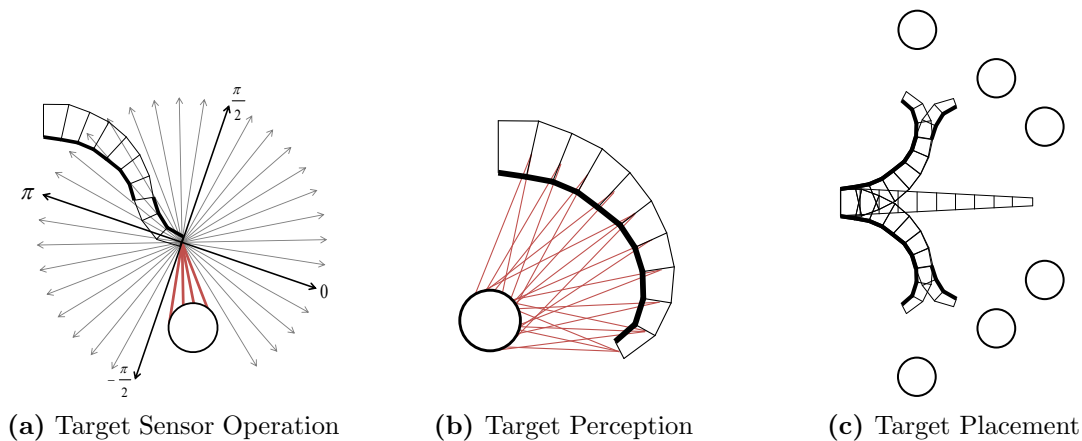 π/2
π
0
-π/2
(a) Target Sensor Operation
(b) Target Perception
(c) Target Placement